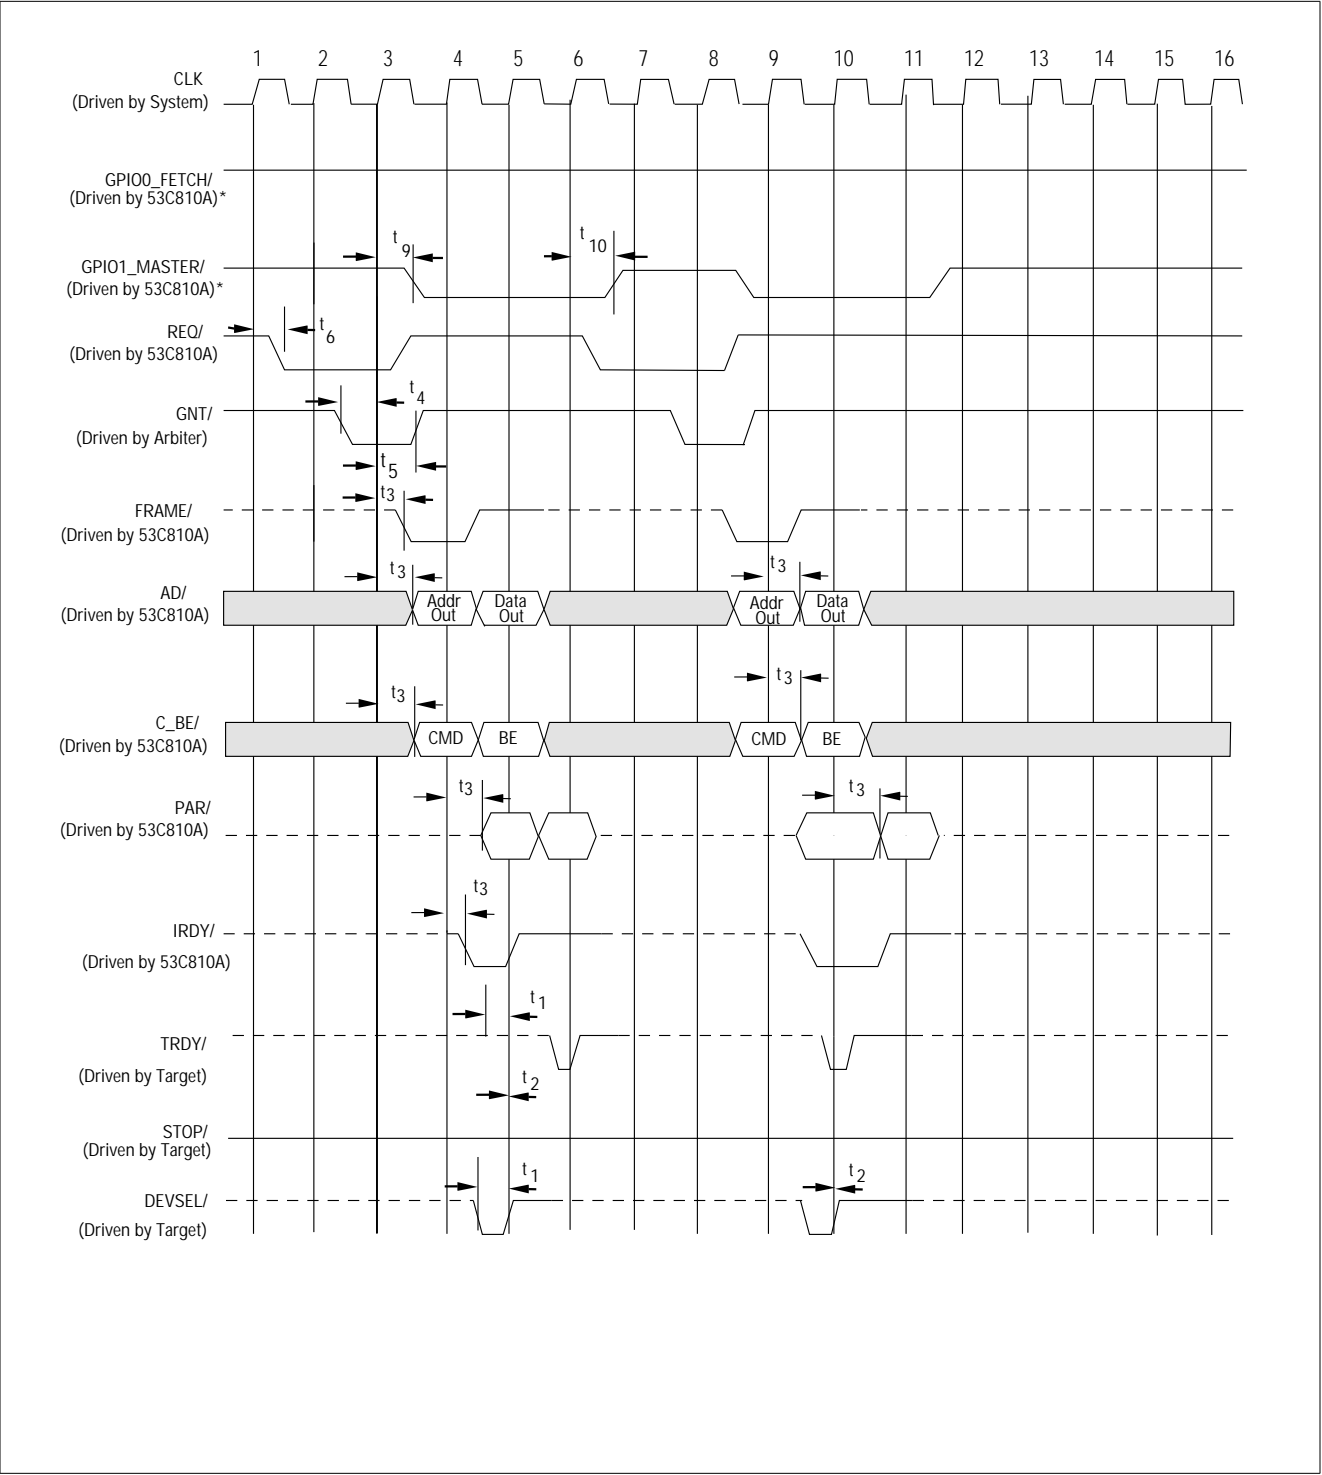 1 2 3 4 5 6 7 8 9 10 11 12 13 14 15 16
CLK
(Driven by System)
GPIO0_FETCH/
(Driven by 53C810A)*
t9 t10
GPIO1_MASTER/
(Driven by 53C810A)*
t6
REQ/
(Driven by 53C810A)
t4
GNT/
(Driven by Arbiter)
t5
t3
FRAME/
(Driven by 53C810A)
t3 t3
AD/
(Driven by 53C810A)
Addr Out Data Out Addr Out Data Out
t3 t3
C_BE/
(Driven by 53C810A)
CMD BE CMD BE
t3 t3
PAR/
(Driven by 53C810A)
t3
IRDY/
(Driven by 53C810A)
t1
TRDY/
(Driven by Target)
t2
STOP/
(Driven by Target)
t1 t2
DEVSEL/
(Driven by Target)